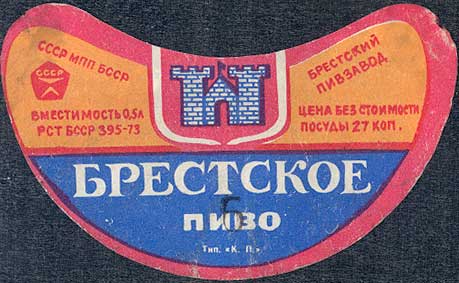 СССР МПП БССР
СССР
ВМЕСТИМОСТЬ 0,5Л
РСТ БССР 395-73
БРЕСТСКИЙ
ПИВЗАВОД
ЦЕНА БЕЗ СТОИМОСТИ
ПОСУДЫ 27 КОП.
БРЕСТСКОЕ
ПИВО
Б
Тип. «К. П.»